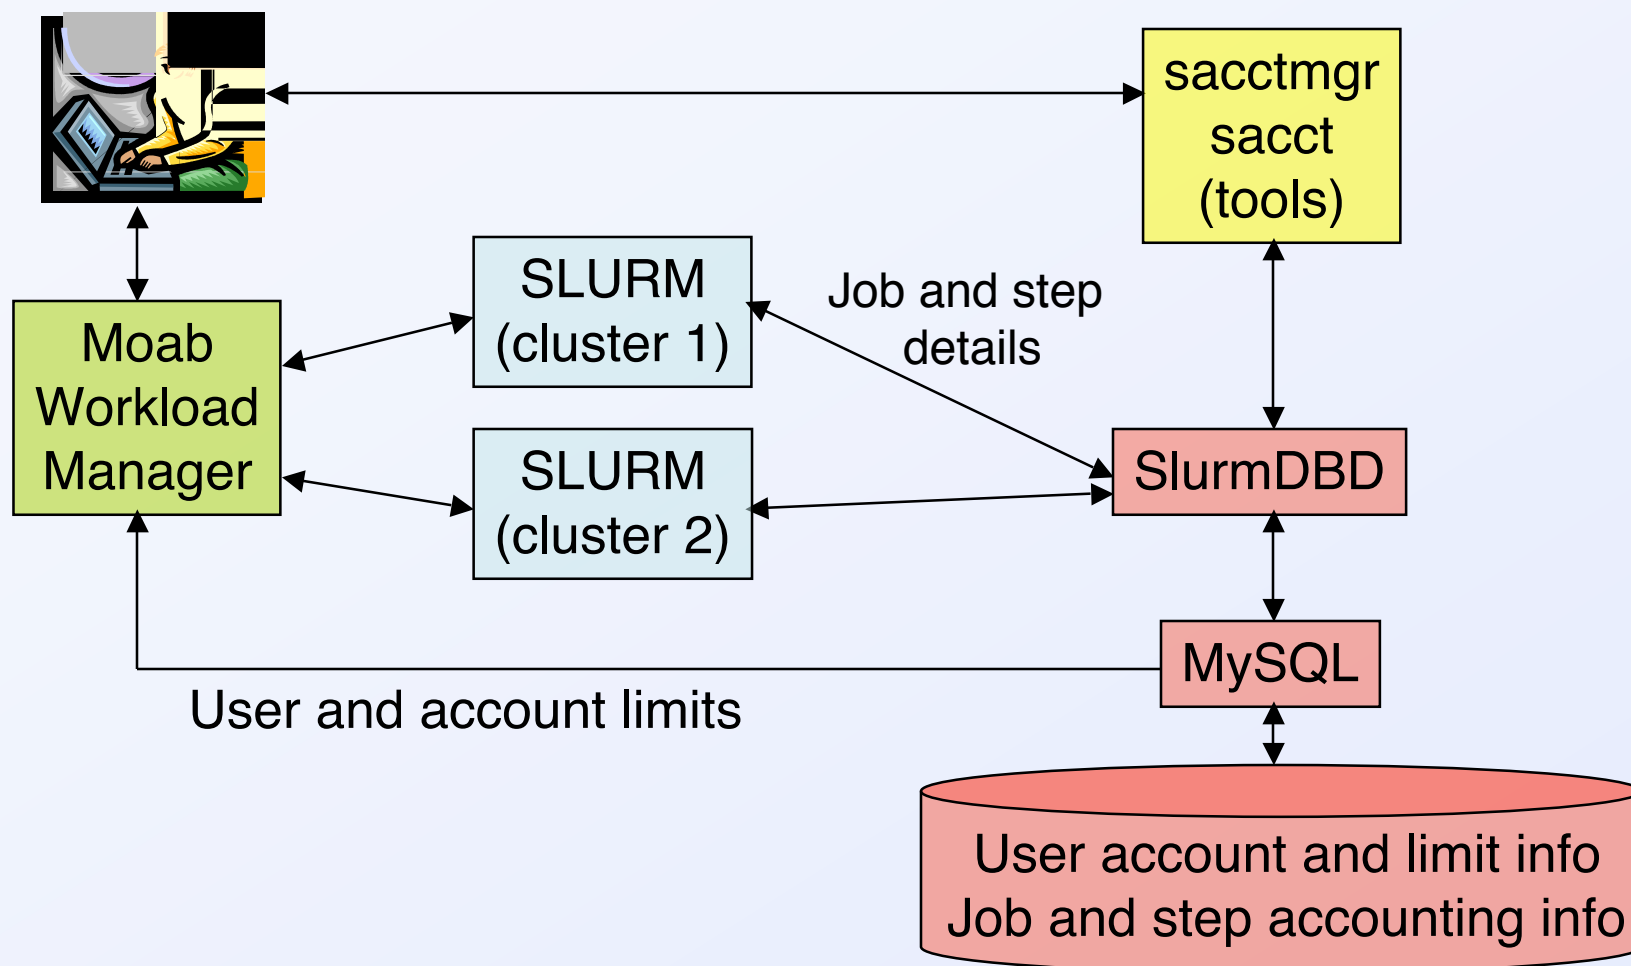 sacctmgr
sacct
(tools)
SLURM
(cluster 1)
Job and step
details
Moab
Workload
Manager
SLURM
(cluster 2)
SlurmDBD
MySQL
User and account limits
User account and limit info
Job and step accounting info